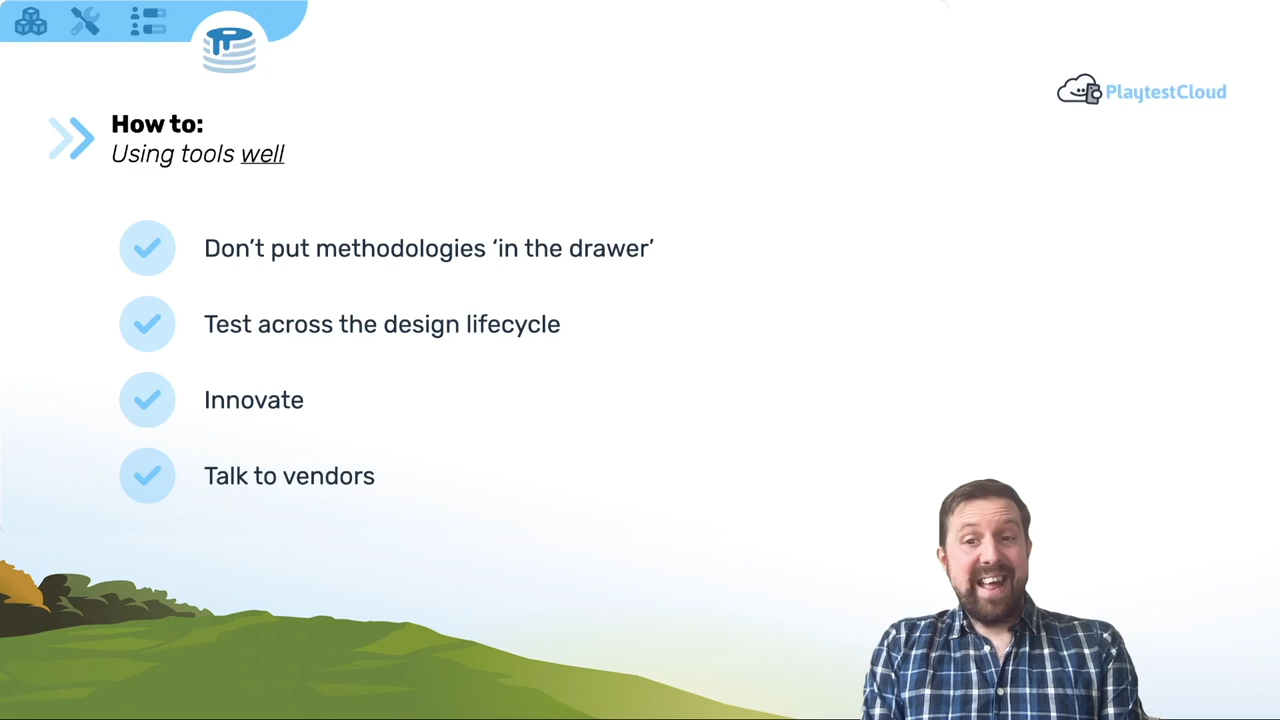 PlaytestCloud
How to:
Using tools well
Don’t put methodologies ‘in the drawer’
Test across the design lifecycle
Innovate
Talk to vendors